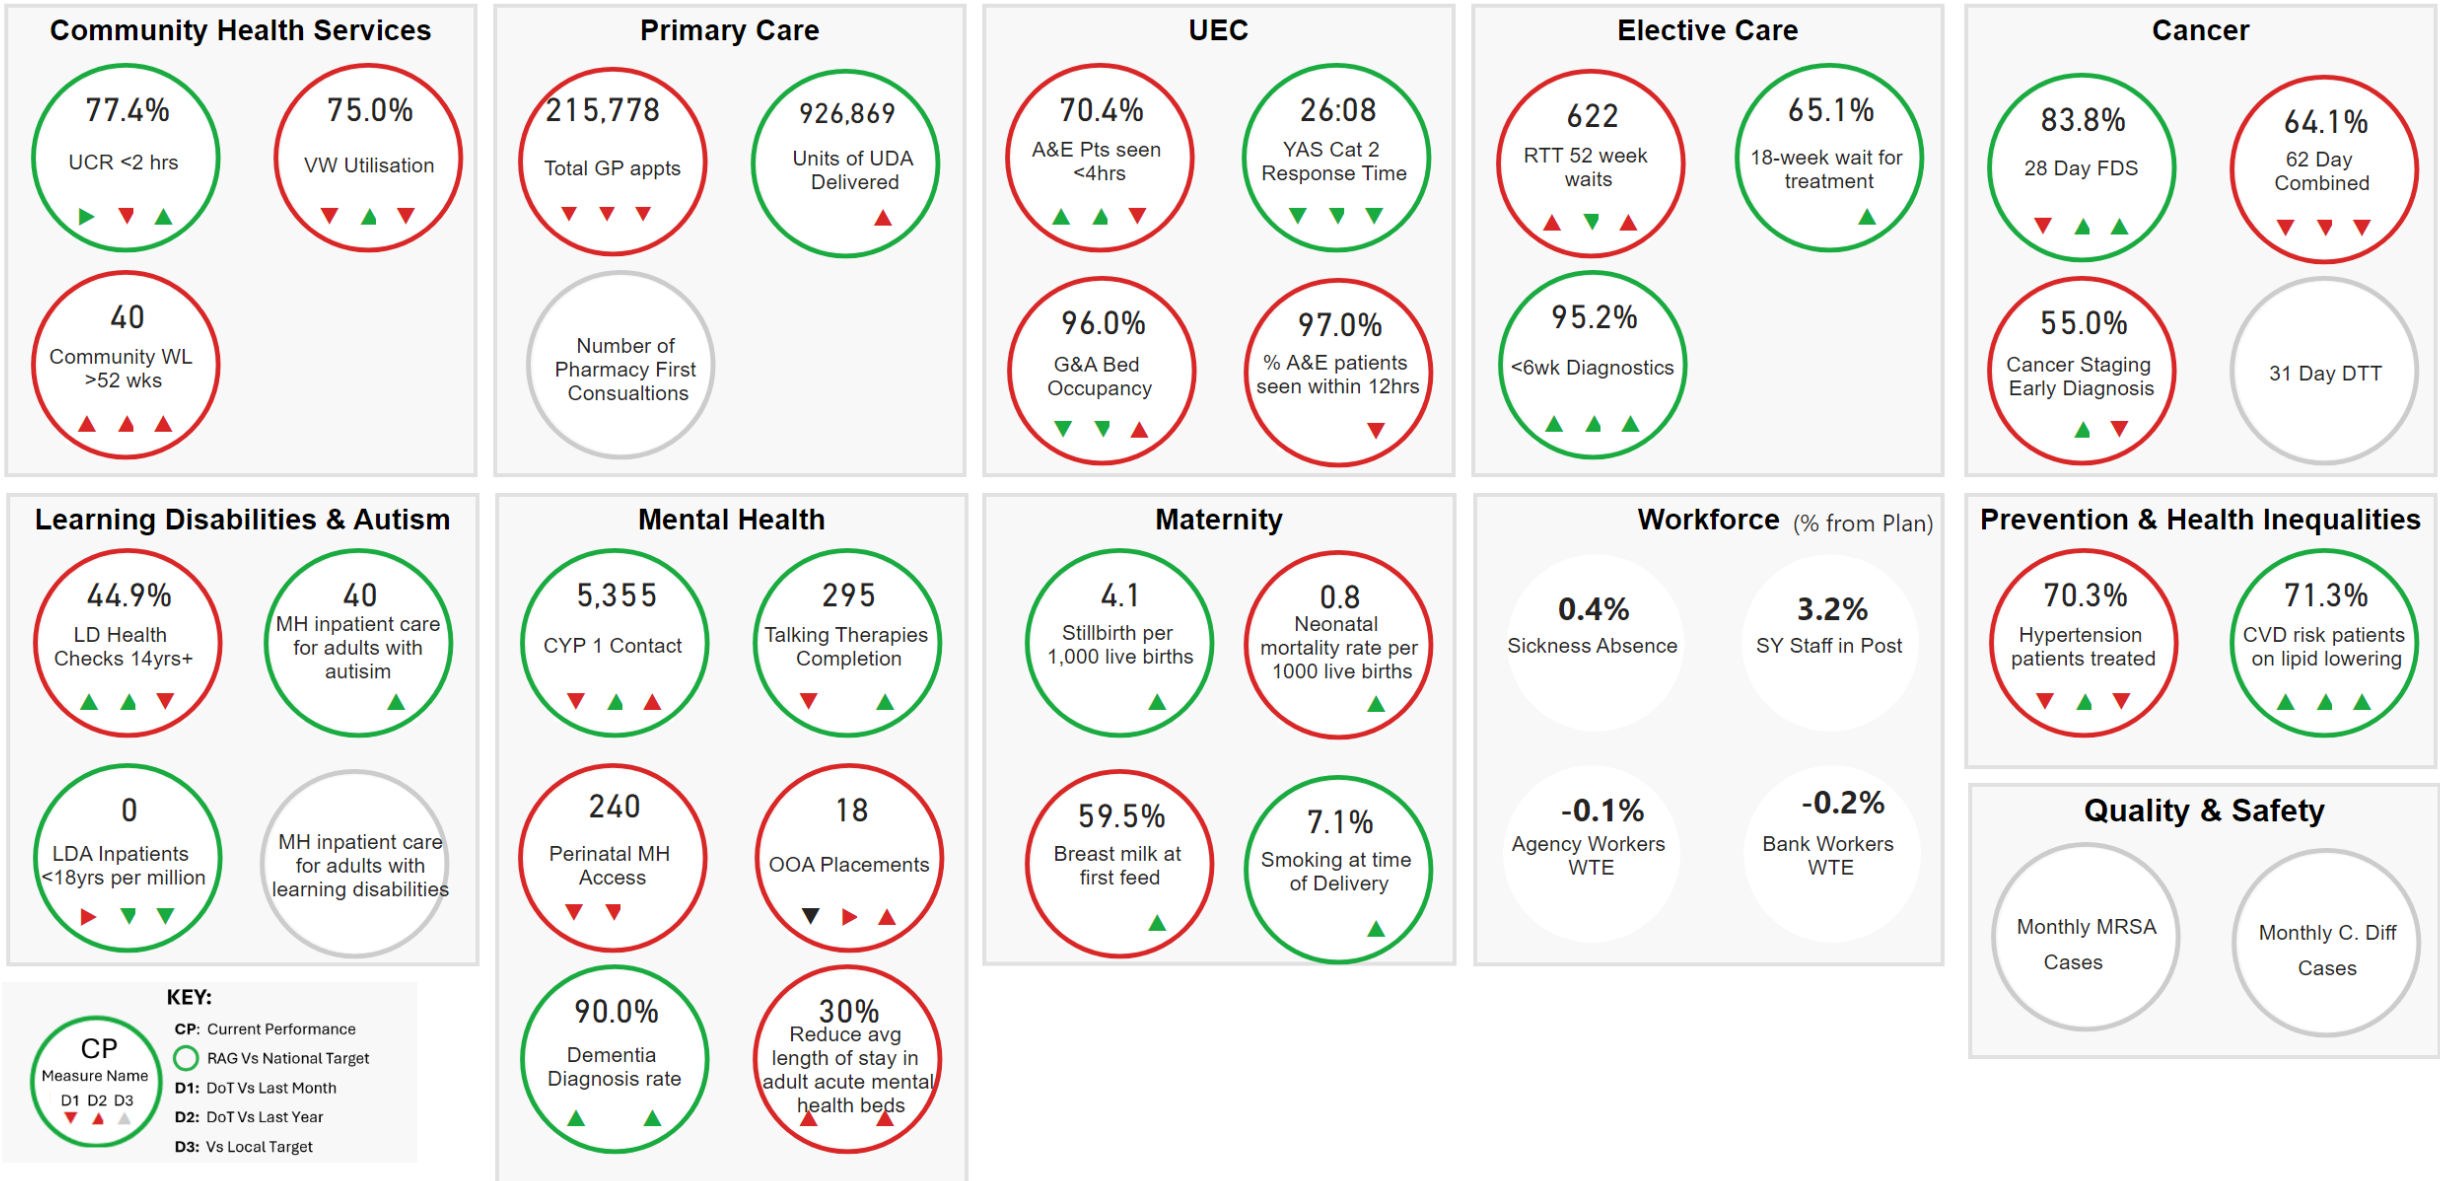 Community Health Services
77.4%
UCR <2 hrs
75.0%
VW Utilisation
40
Community WL
>52 wks
Primary Care
215,778
Total GP appts
926,869
Units of UDA
Delivered
Number of
Pharmacy First
Consualtions
UEC
70.4%
A&E Pts seen
<4hrs
26:08
YAS Cat 2
Response Time
96.0%
G&A Bed
Occupancy
97.0%
% A&E patients
seen within 12hrs
Elective Care
622
RTT 52 week
waits
65.1%
18-week wait for
treatment
95.2%
<6wk Diagnostics
Cancer
83.8%
28 Day FDS
64.1%
62 Day
Combined
55.0%
Cancer Staging
Early Diagnosis
31 Day DTT
Learning Disabilities & Autism
44.9%
LD Health
Checks 14yrs+
40
MH inpatient care
for adults with
autisim
0
LDA Inpatients
<18yrs per million
MH inpatient care
for adults with
learning disabilities
Mental Health
5,355
CYP 1 Contact
295
Talking Therapies
Completion
240
Perinatal MH
Access
18
OOA Placements
90.0%
Dementia
Diagnosis rate
30%
Reduce avg
length of stay in
adult acute mental
health beds
Maternity
4.1
Stillbirth per
1,000 live births
0.8
Neonatal
mortality rate per
1000 live births
59.5%
Breast milk at
first feed
7.1%
Smoking at time
of Delivery
Workforce (% from Plan)
0.4%
Sickness Absence
3.2%
SY Staff in Post
-0.1%
Agency Workers
WTE
-0.2%
Bank Workers
WTE
Prevention & Health Inequalities
70.3%
Hypertension
patients treated
71.3%
CVD risk patients
on lipid lowering
Quality & Safety
Monthly MRSA
Cases
Monthly C. Diff
Cases
KEY:
CP
Measure Name
D1 D2 D3
CP: Current Performance
RAG Vs National Target
D1: DoT Vs Last Month
D2: DoT Vs Last Year
D3: Vs Local Target